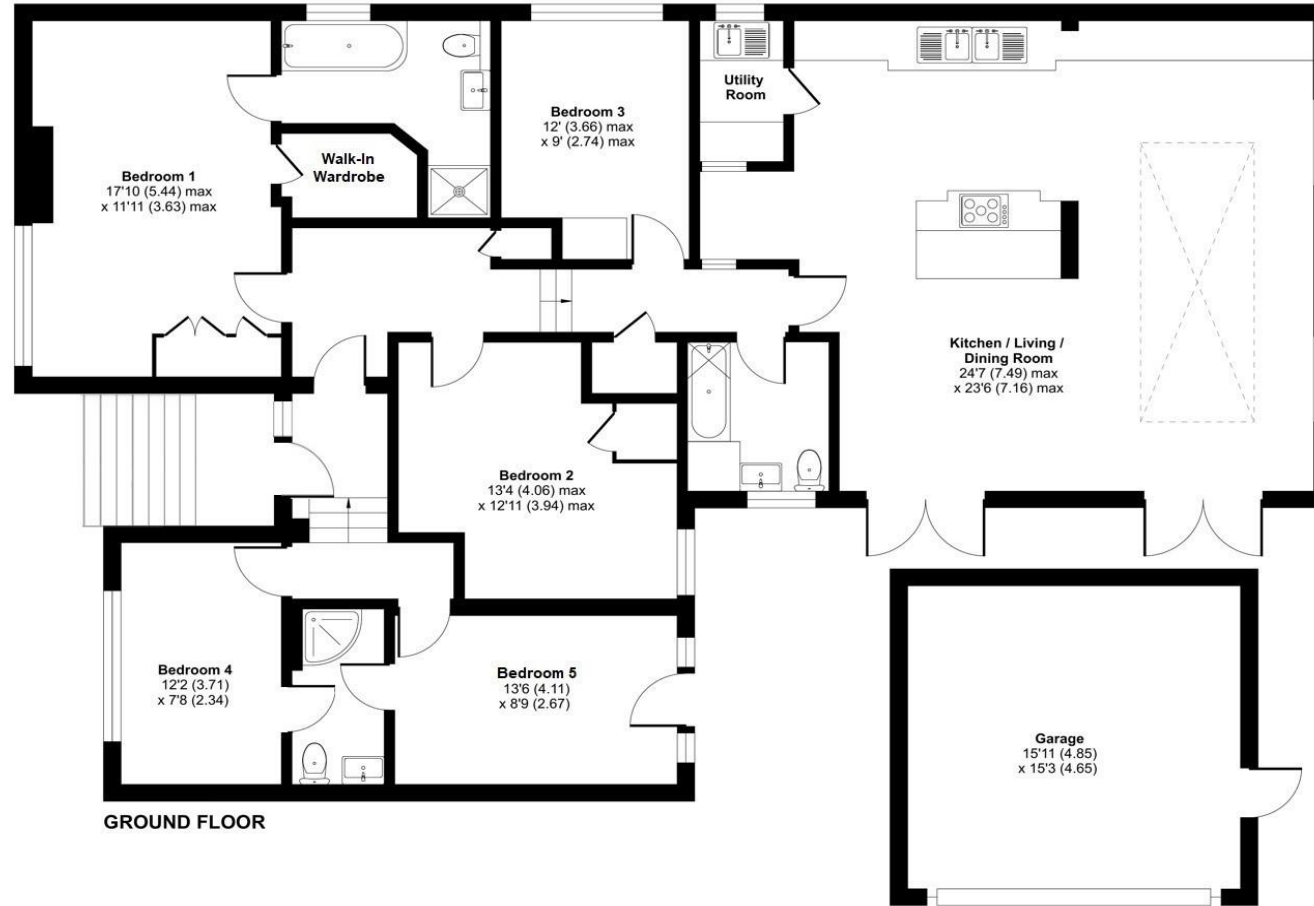 Bedroom 1
17'10 (5.44) max
x 11'11 (3.63) max
Walk-In
Wardrobe
Bedroom 3
12' (3.66) max
x 9' (2.74) max
Utility
Room
Kitchen / Living /
Dining Room
24'7 (7.49) max
x 23'6 (7.16) max
Bedroom 2
13'4 (4.06) max
x 12'11 (3.94) max
Bedroom 4
12'2 (3.71)
x 7'8 (2.34)
Bedroom 5
13'6 (4.11)
x 8'9 (2.67)
Garage
15'11 (4.85)
x 15'3 (4.65)
GROUND FLOOR